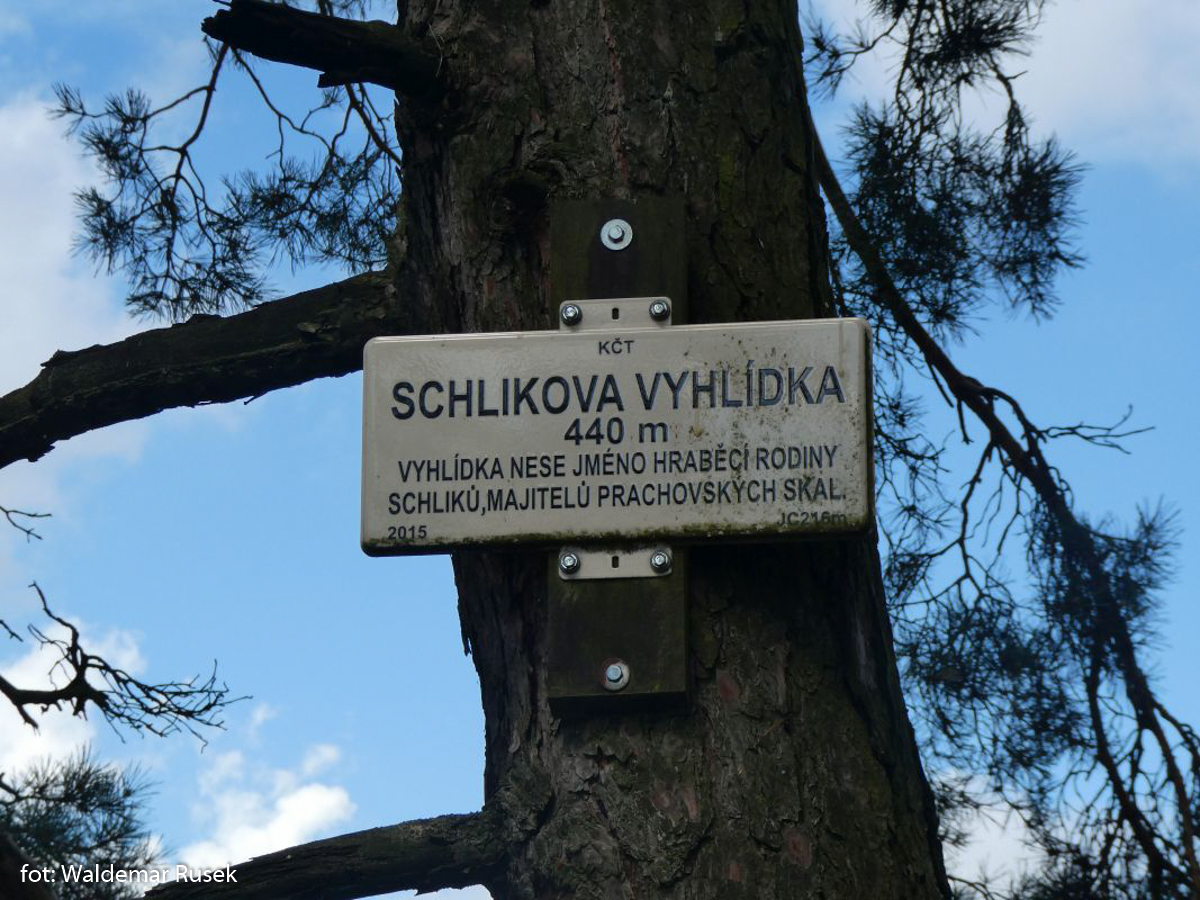 KČT
SCHLIKOVA VYHLÍDKA
440 m
VYHLÍDKA NESE JMÉNO HRABĚCÍ RODINY
SCHLIKŮ,MAJITELŮ PRACHOVSKÝCH SKAL.
2015 JC216m
fot: Waldemar Rusek